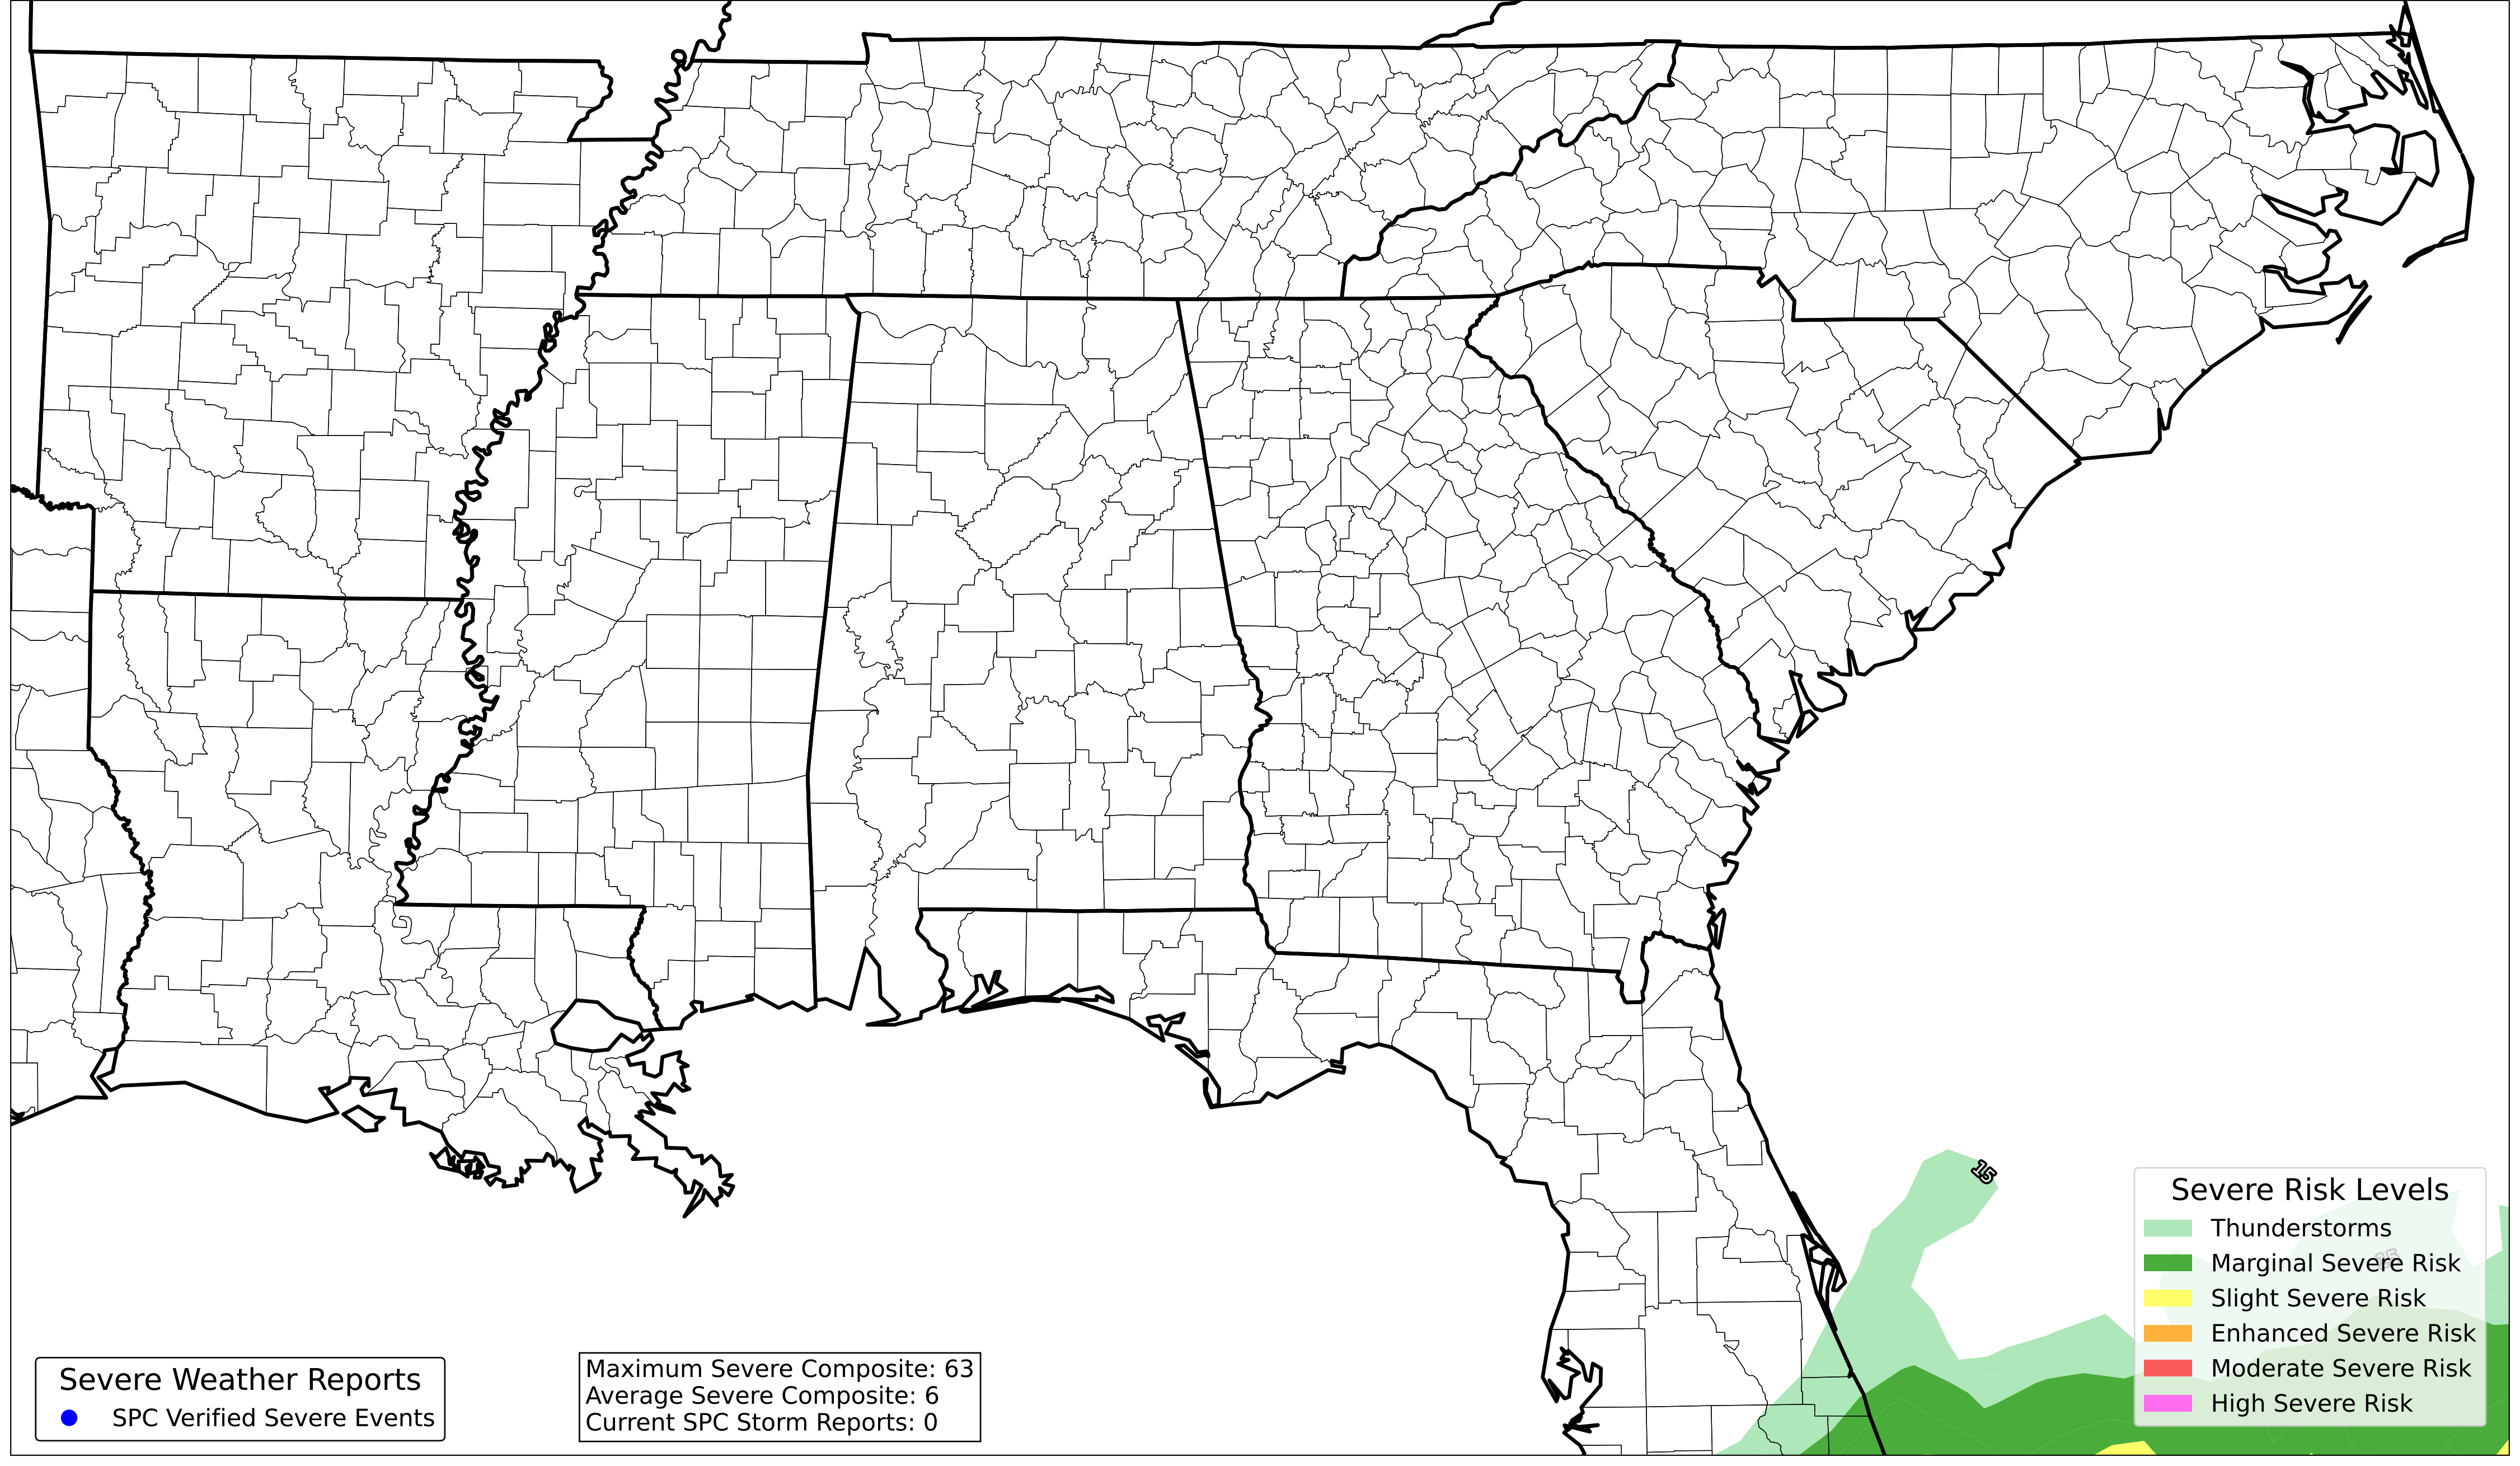 15
Severe Risk Levels
Thunderstorms
Marginal Severe Risk
Slight Severe Risk
Enhanced Severe Risk
Moderate Severe Risk
High Severe Risk
Severe Weather Reports
SPC Verified Severe Events
Maximum Severe Composite: 63
Average Severe Composite: 6
Current SPC Storm Reports: 0